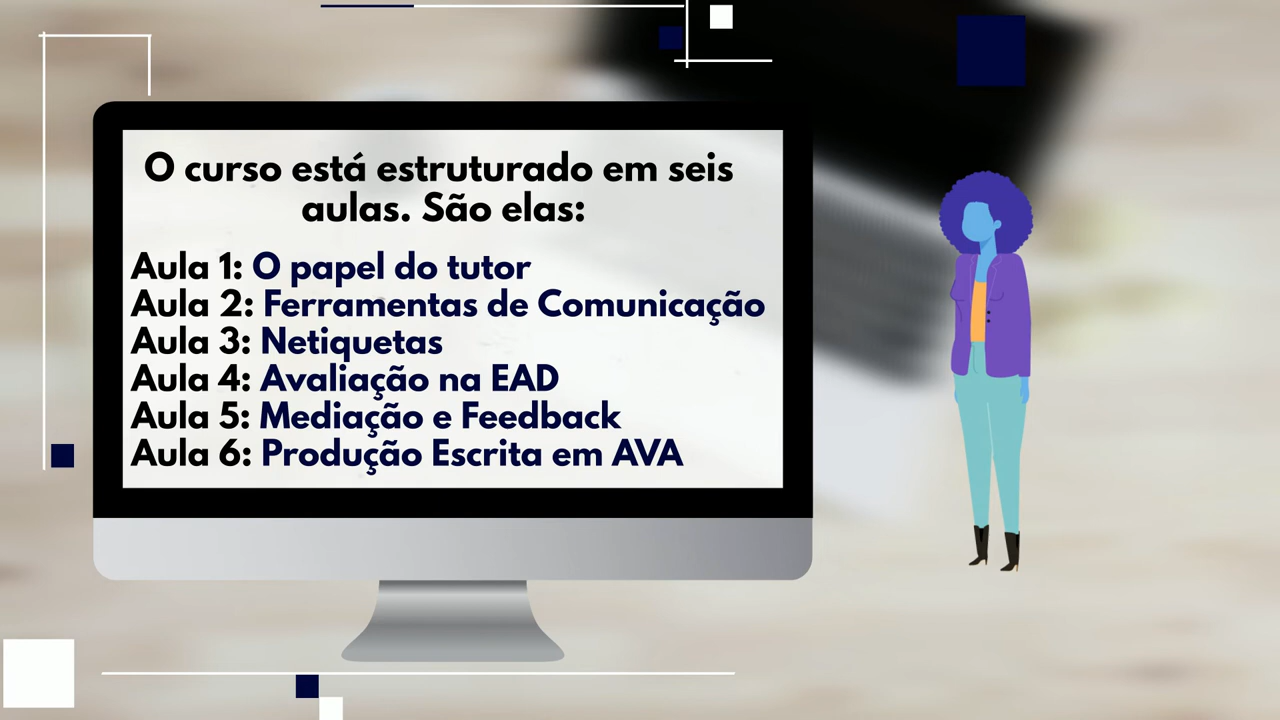 O curso está estruturado em seis
aulas. São elas:
Aula 1: O papel do tutor
Aula 2: Ferramentas de Comunicação
Aula 3: Netiquetas
Aula 4: Avaliação na EAD
Aula 5: Mediação e Feedback
Aula 6: Produção Escrita em AVA